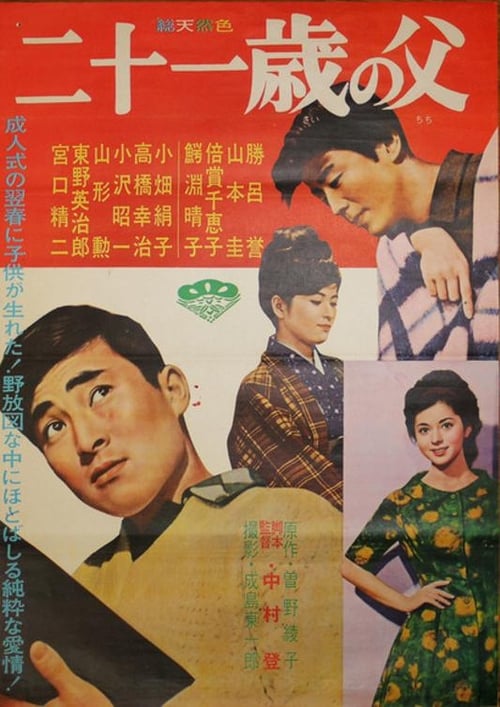 総天然色
二十一歳の父
さい
ちち
勝呂誉
山本圭
倍賞千恵子
鰐淵晴子
小畑絹子
高橋幸治
小沢昭一
山形勲
東野英治郎
宮口精二
成人式の翌春に子供が生れた!野放図な中にほとばしる純粋な愛情!
原作・曽野綾子
脚本
監督・中村登
撮影・成島東一郎